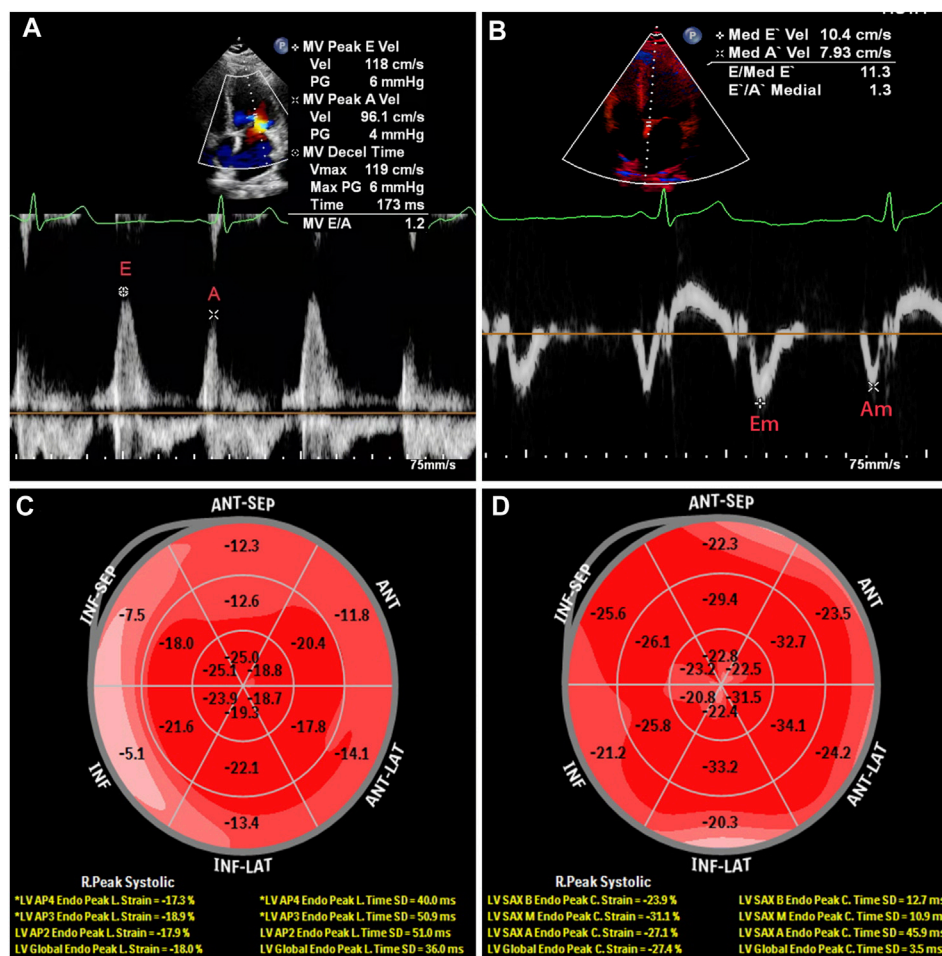 A
P
MV Peak E Vel
Vel 118 cm/s
PG 6 mmHg
MV Peak A Vel
Vel 96.1 cm/s
PG 4 mmHg
MV Decel Time
Vmax 119 cm/s
Max PG 6 mmHg
Time 173 ms
MV E/A 1.2
E
A
75mm/s
B
P
Med E` Vel 10.4 cm/s
Med A` Vel 7.93 cm/s
E/Med E` 11.3
E`/A` Medial 1.3
Em
Am
75mm/s
C
ANT-SEP
INF-SEP
ANT
-12.3
-7.5
-12.6
-11.8
-18.0
-20.4
-25.0
-25.1
-18.8
-23.9
-18.7
-19.3
-21.6
-17.8
-5.1
-22.1
-14.1
-13.4
INF
ANT-LAT
INF-LAT
R.Peak Systolic
*LV AP4 Endo Peak L. Strain = -17.3 % *LV AP4 Endo Peak L. Time SD = 40.0 ms
*LV AP3 Endo Peak L. Strain = -18.9 % *LV AP3 Endo Peak L. Time SD = 50.9 ms
LV AP2 Endo Peak L. Strain = -17.9 % LV AP2 Endo Peak L. Time SD = 51.0 ms
LV Global Endo Peak L. Strain = -18.0 % LV Global Endo Peak L. Time SD = 36.0 ms
D
ANT-SEP
INF-SEP
ANT
-22.3
-25.6
-29.4
-23.5
-26.1
-32.7
-22.8
-23.2
-22.5
-20.8
-31.5
-22.4
-25.8
-34.1
-21.2
-33.2
-24.2
-20.3
INF
ANT-LAT
INF-LAT
R.Peak Systolic
LV SAX B Endo Peak C. Strain = -23.9 % LV SAX B Endo Peak C. Time SD = 12.7 ms
LV SAX M Endo Peak C. Strain = -31.1 % LV SAX M Endo Peak C. Time SD = 10.9 ms
LV SAX A Endo Peak C. Strain = -27.1 % LV SAX A Endo Peak C. Time SD = 45.9 ms
LV Global Endo Peak C. Strain = -27.4 % LV Global Endo Peak C. Time SD = 3.5 ms